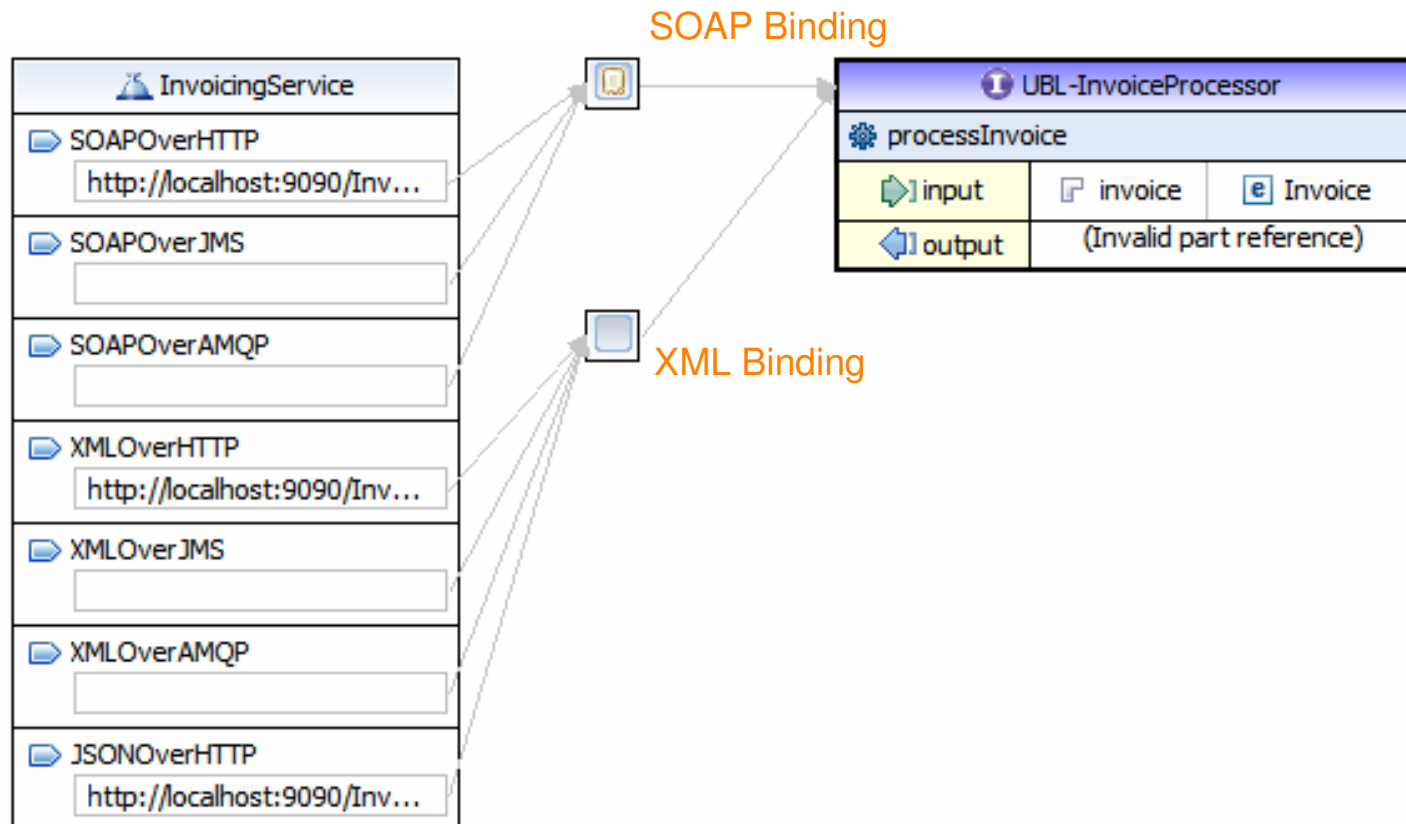 SOAP Binding
InvoicingService
SOAPOverHTTP
http://localhost:9090/Inv...
SOAPOverJMS
SOAPOverAMQP
XMLOverHTTP
http://localhost:9090/Inv...
XMLOverJMS
XMLOverAMQP
JSONOverHTTP
http://localhost:9090/Inv...
XML Binding
UBL-InvoiceProcessor
processInvoice
input invoice Invoice
output (Invalid part reference)